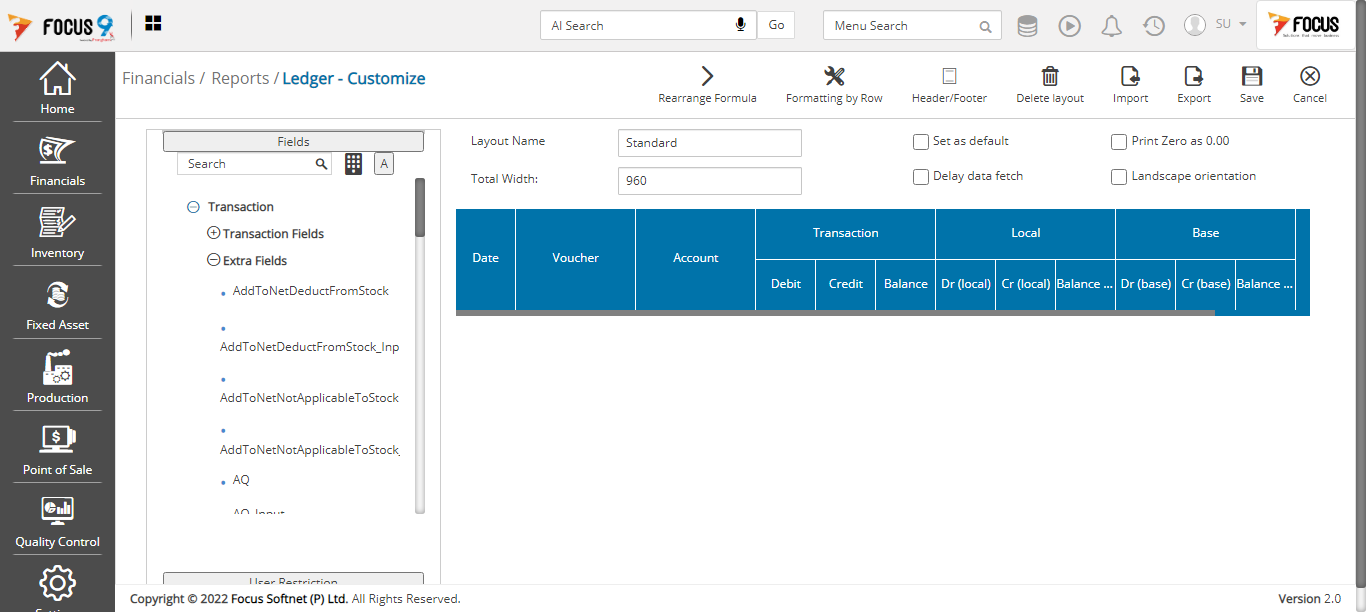 FOCUS 9
AI Search
Go
Menu Search
SU
FOCUS
Financials / Reports / Ledger - Customize
Rearrange Formula
Formatting by Row
Header/Footer
Delete layout
Import
Export
Save
Cancel
Home
Financials
Inventory
Fixed Asset
Production
Point of Sale
Quality Control
Fields
Search
A
Transaction
Transaction Fields
Extra Fields
AddToNetDeductFromStock
AddToNetDeductFromStock_Inp
AddToNetNotApplicableToStock
AddToNetNotApplicableToStock_
AQ
AQ_Input
User Restriction
Layout Name
Standard
Set as default
Print Zero as 0.00
Total Width:
960
Delay data fetch
Landscape orientation
Date
Voucher
Account
Transaction
Local
Base
Debit
Credit
Balance
Dr (local)
Cr (local)
Balance ...
Dr (base)
Cr (base)
Balance ...
Copyright © 2022 Focus Softnet (P) Ltd. All Rights Reserved.
Version 2.0